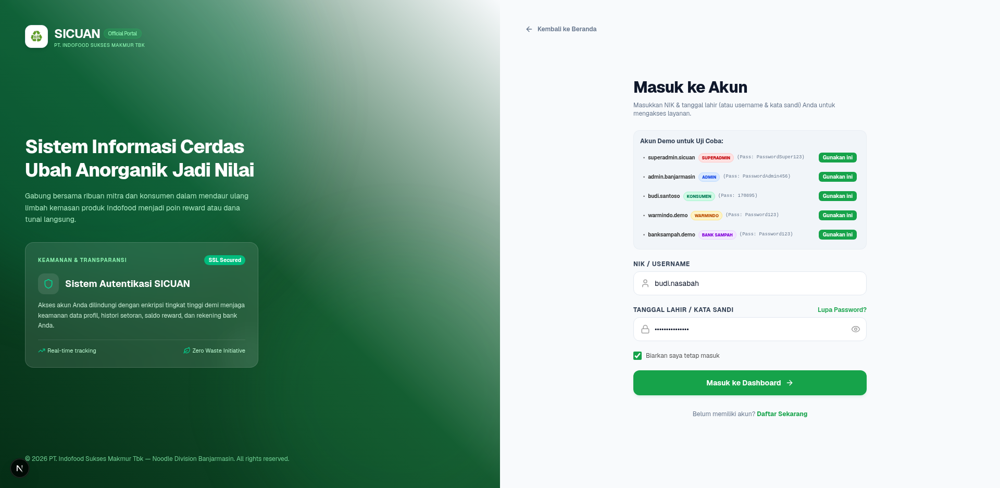 SICUAN Official Portal
PT. INDOFOOD SUKSES MAKMUR TBK
Sistem Informasi Cerdas
Ubah Anorganik Jadi Nilai
Gabung bersama ribuan mitra dan konsumen dalam mendaur ulang
limbah kemasan produk Indofood menjadi poin reward atau dana
tunai langsung.
KEAMANAN & TRANSPARANSI SSL Secured
Sistem Autentikasi SICUAN
Akses akun Anda dilindungi dengan enkripsi tingkat tinggi demi menjaga
keamanan data profil, histori setoran, saldo reward, dan rekening bank
Anda.
Real-time tracking Zero Waste Initiative
© 2026 PT. Indofood Sukses Makmur Tbk — Noodle Division Banjarmasin. All rights reserved.
N
Kembali ke Beranda
Masuk ke Akun
Masukkan NIK & tanggal lahir (atau username & kata sandi) Anda untuk
mengakses layanan.
Akun Demo untuk Uji Coba:
• superadmin.sicuan SUPERADMIN (Pass: PasswordSuper123) Gunakan ini
• admin.banjarmasin ADMIN (Pass: PasswordAdmin456) Gunakan ini
• budi.santoso KONSUMEN (Pass: 170895) Gunakan ini
• warmindo.demo WARMINDO (Pass: Password123) Gunakan ini
• banksampah.demo BANK SAMPAH (Pass: Password123) Gunakan ini
NIK / USERNAME
budi.nasabah
TANGGAL LAHIR / KATA SANDI Lupa Password?
•••••••••••••••
Biarkan saya tetap masuk
Masuk ke Dashboard
Belum memiliki akun? Daftar Sekarang